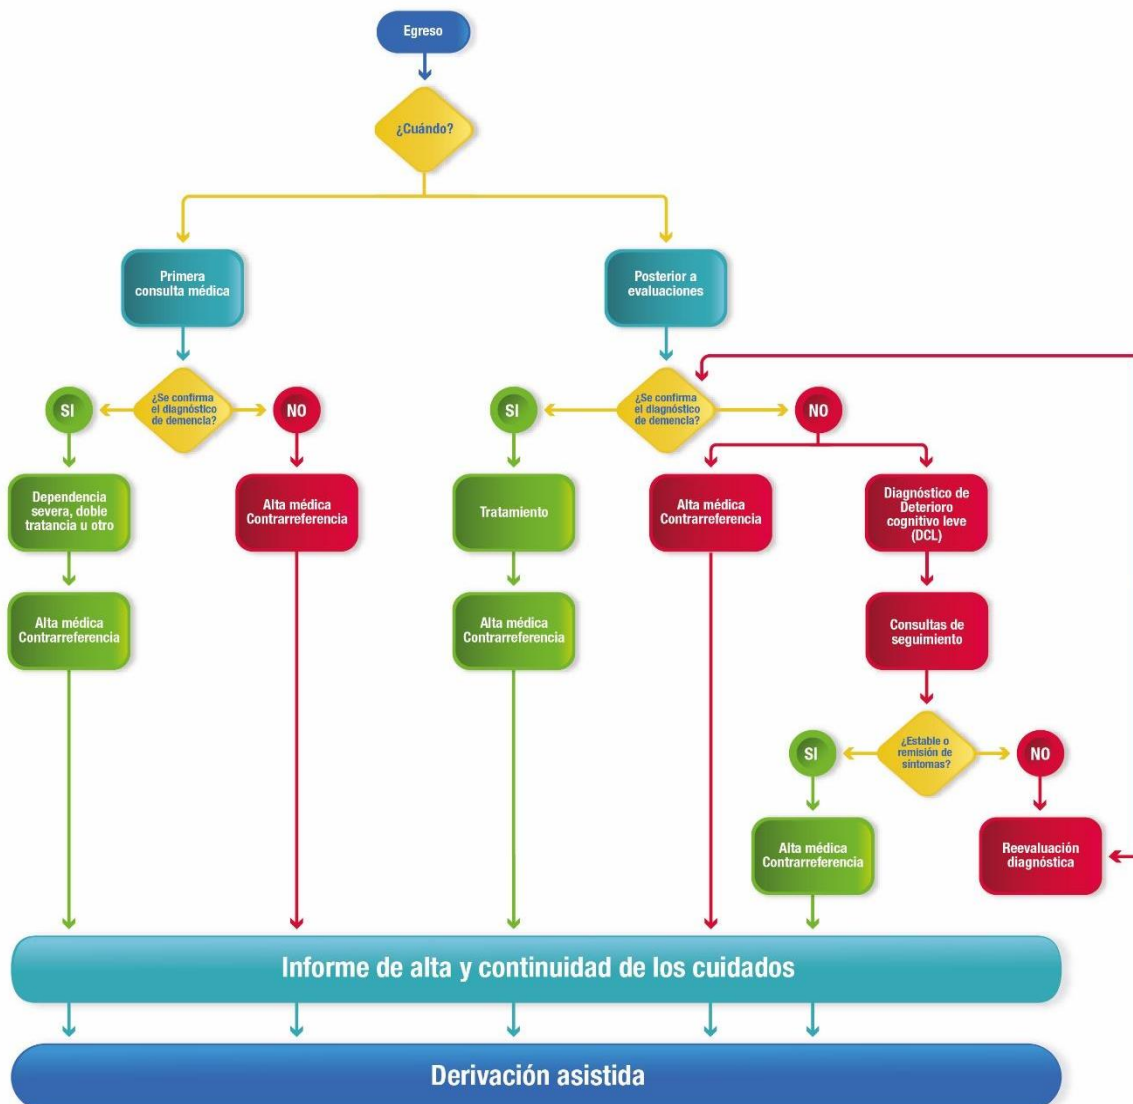 Egreso
¿Cuándo?
Primera
consulta médica
Posterior a
evaluaciones
SI
¿Se confirma
el diagnóstico
de demencia?
NO
SI
¿Se confirma
el diagnóstico
de demencia?
NO
Dependencia
severa, doble
tratancia u otro
Alta médica
Contrarreferencia
Tratamiento
Alta médica
Contrarreferencia
Diagnóstico de
Deterioro
cognitivo leve
(DCL)
Alta médica
Contrarreferencia
Alta médica
Contrarreferencia
Consultas de
seguimiento
SI
¿Estable o
remisión de
síntomas?
NO
Alta médica
Contrarreferencia
Reevaluación
diagnóstica
Informe de alta y continuidad de los cuidados
Derivación asistida